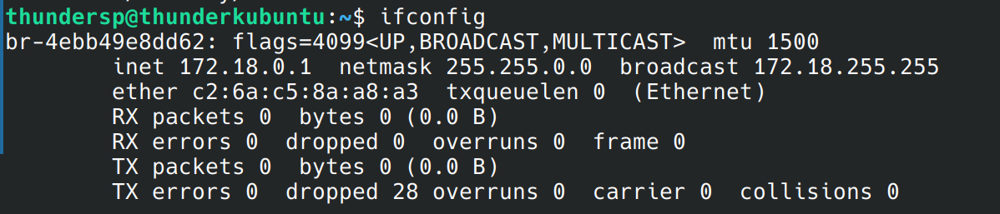 thundersp@thunderkubuntu:~$ ifconfig
br-4ebb49e8dd62: flags=4099<UP,BROADCAST,MULTICAST>  mtu 1500
        inet 172.18.0.1  netmask 255.255.0.0  broadcast 172.18.255.255
        ether c2:6a:c5:8a:a8:a3  txqueuelen 0  (Ethernet)
        RX packets 0  bytes 0 (0.0 B)
        RX errors 0  dropped 0  overruns 0  frame 0
        TX packets 0  bytes 0 (0.0 B)
        TX errors 0  dropped 28 overruns 0  carrier 0  collisions 0